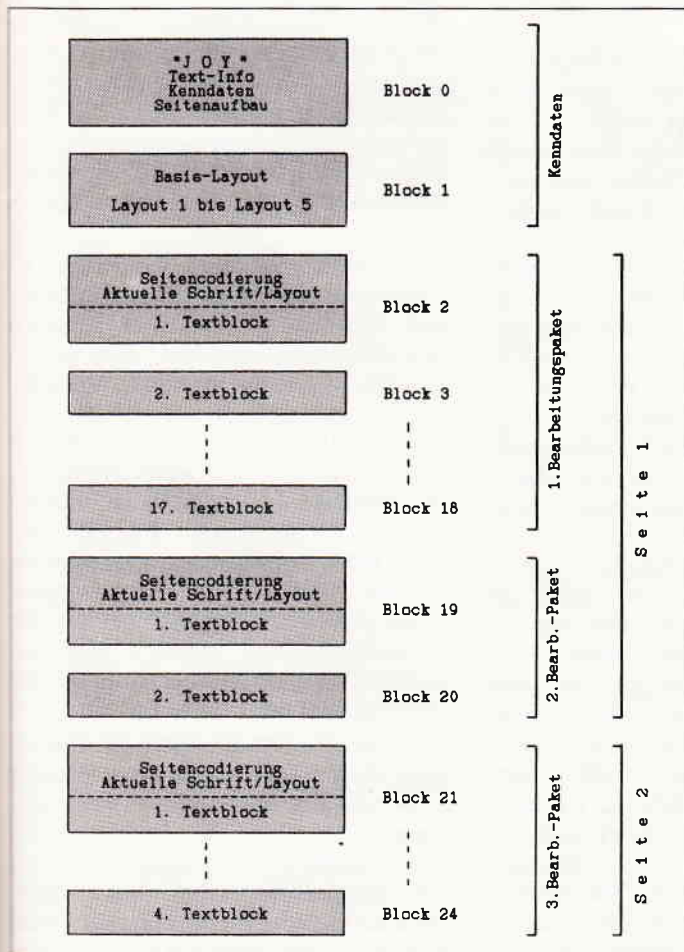 "J O Y "
Text-Info
Kenndaten
Seitenaufbau
Block 0
Basis-Layout
Layout 1 bis Layout 5
Block 1
Kenndaten
Seitencodierung
Aktuelle Schrift/Layout
1. Textblock
Block 2
2. Textblock
Block 3
17. Textblock
Block 18
1.Bearbeitungspaket
Seitencodierung
Aktuelle Schrift/Layout
1. Textblock
Block 19
2. Textblock
Block 20
2.Bearb.-Paket
Seite 1
Seitencodierung
Aktuelle Schrift/Layout
1. Textblock
Block 21
4. Textblock
Block 24
3.Bearb.-Paket
Seite 2